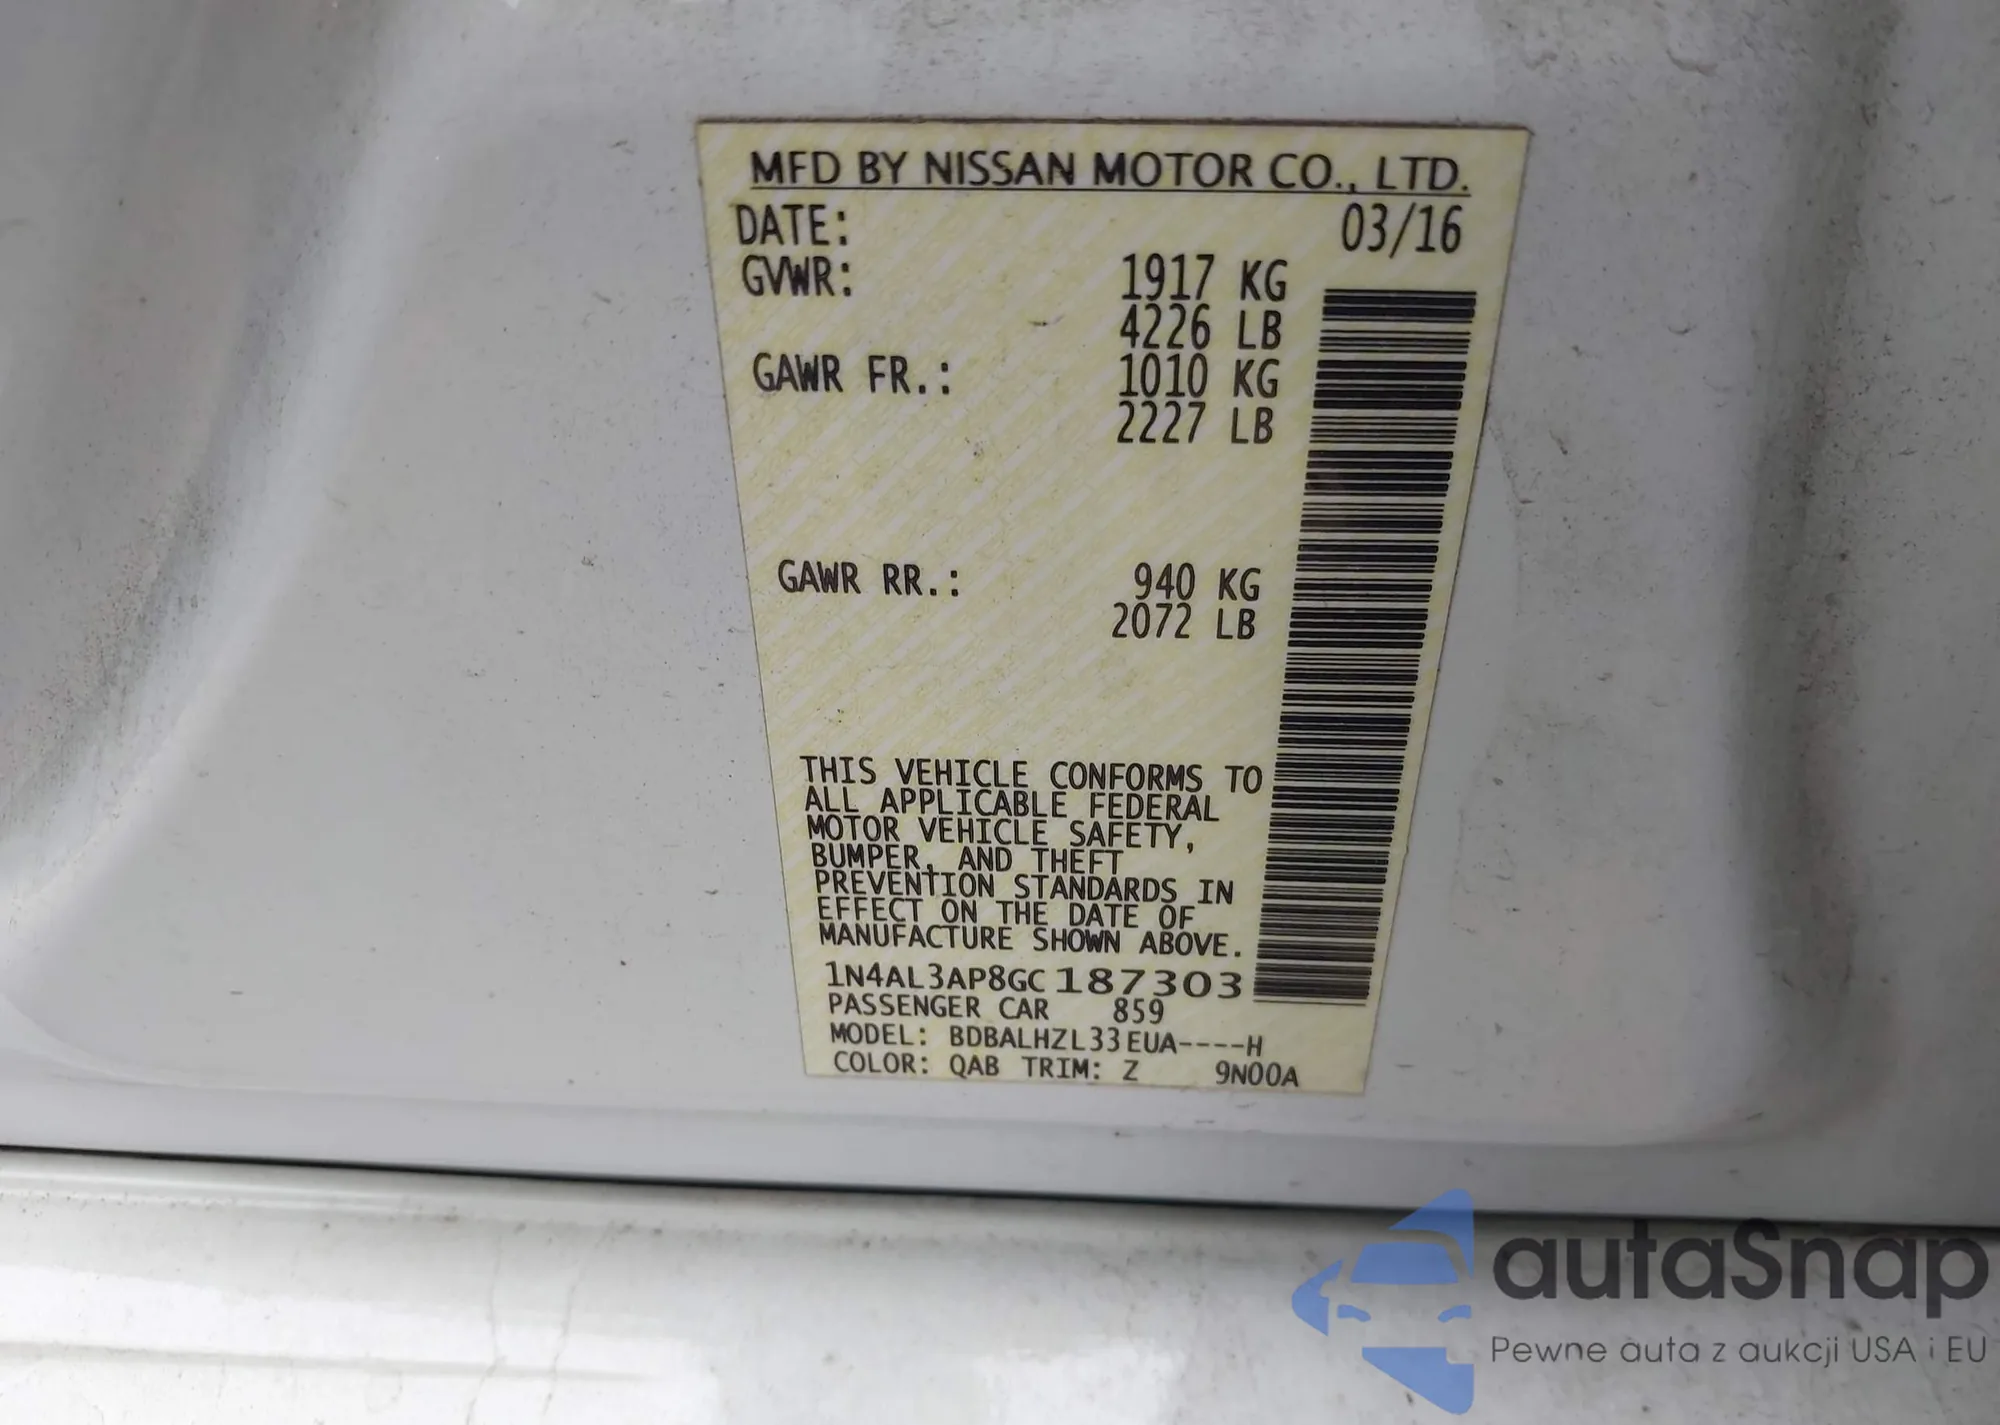 MFD BY NISSAN MOTOR CO., LTD.
DATE: 03/16
GVWR: 1917 KG
4226 LB
GAWR FR.: 1010 KG
2227 LB
GAWR RR.: 940 KG
2072 LB
THIS VEHICLE CONFORMS TO
ALL APPLICABLE FEDERAL
MOTOR VEHICLE SAFETY,
BUMPER, AND THEFT
PREVENTION STANDARDS IN
EFFECT ON THE DATE OF
MANUFACTURE SHOWN ABOVE.
1N4AL3AP8GC187303
PASSENGER CAR 859
MODEL: BDBALHZL33EUA----H
COLOR: QAB TRIM: Z 9N00A
autaSnap
Pewne auta z aukcji USA i EU